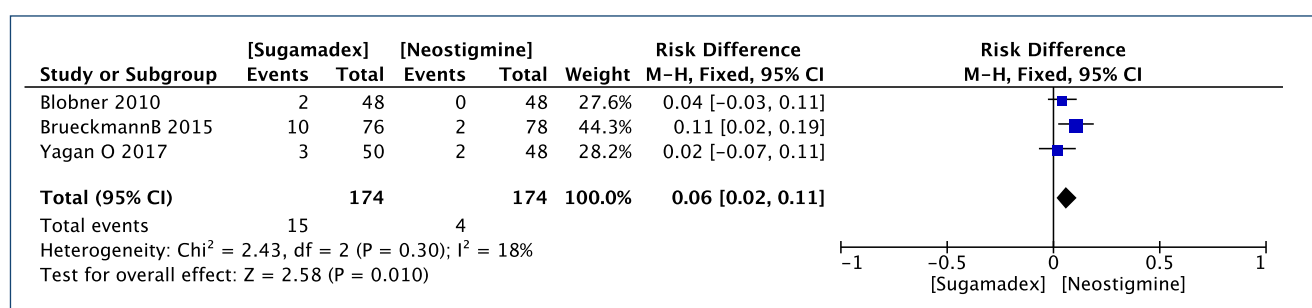 [Sugamadex] [Neostigmine] Risk Difference Risk Difference
Study or Subgroup Events Total Events Total Weight M-H, Fixed, 95% CI M-H, Fixed, 95% CI
Blobner 2010 2 48 0 48 27.6% 0.04 [-0.03, 0.11]
BrueckmannB 2015 10 76 2 78 44.3% 0.11 [0.02, 0.19]
Yagan O 2017 3 50 2 48 28.2% 0.02 [-0.07, 0.11]
Total (95% CI) 174 174 100.0% 0.06 [0.02, 0.11]
Total events 15 4
Heterogeneity: Chi² = 2.43, df = 2 (P = 0.30); I² = 18%
Test for overall effect: Z = 2.58 (P = 0.010)
-1 -0.5 0 0.5 1
[Sugamadex] [Neostigmine]